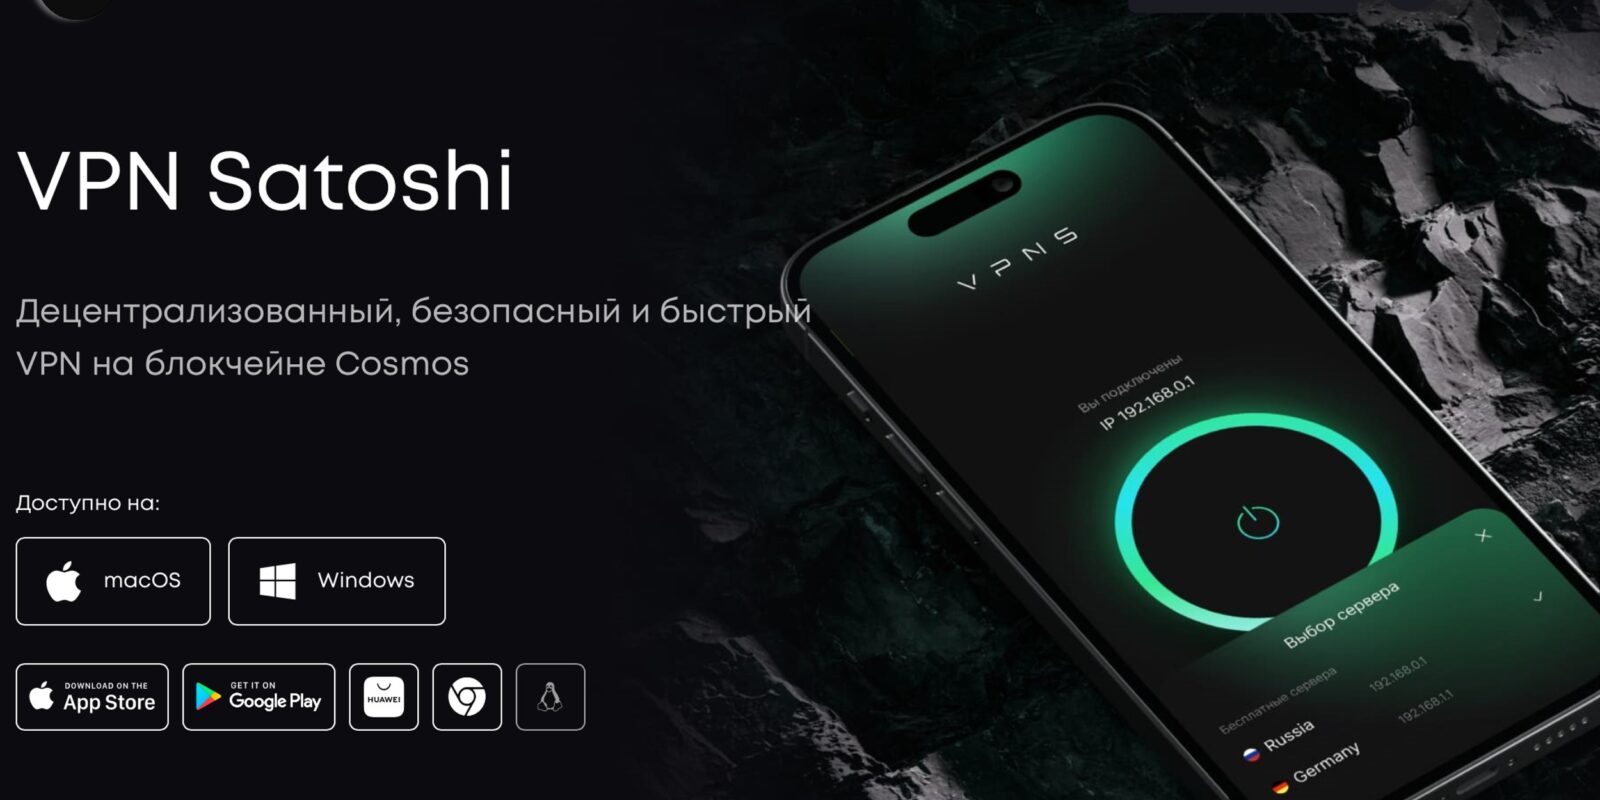 VPN Satoshi
Децентрализованный, безопасный и быстрый
VPN на блокчейне Cosmos
Доступно на:
macOS
Windows
DOWNLOAD ON THE
App Store
GET IT ON
Google Play
HUAWEI
VPNS
Вы подключены
IP 192.168.0.1
Выбор сервера
Бесплатные сервера
Russia
192.168.0.1
Germany
192.168.1.1